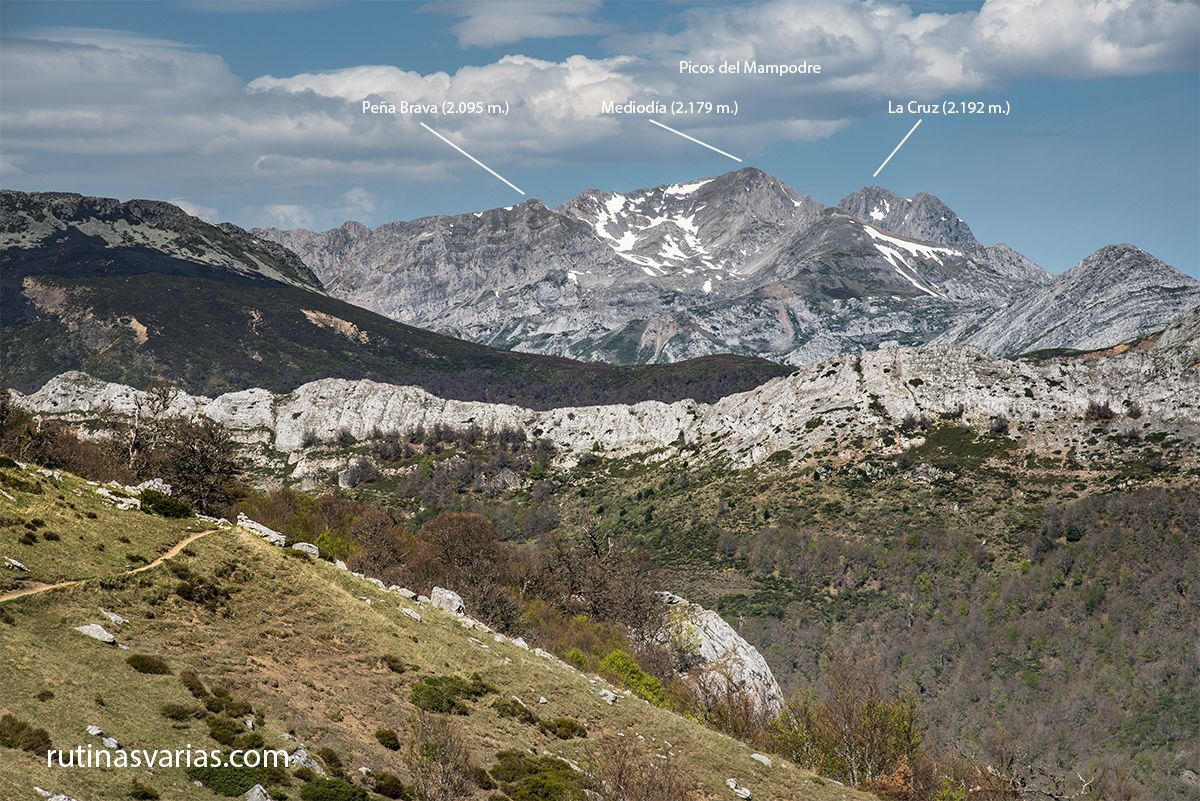 Picos del Mampodre
Peña Brava (2.095 m.)
Mediodía (2.179 m.)
La Cruz (2.192 m.)
rutinasvarias.com